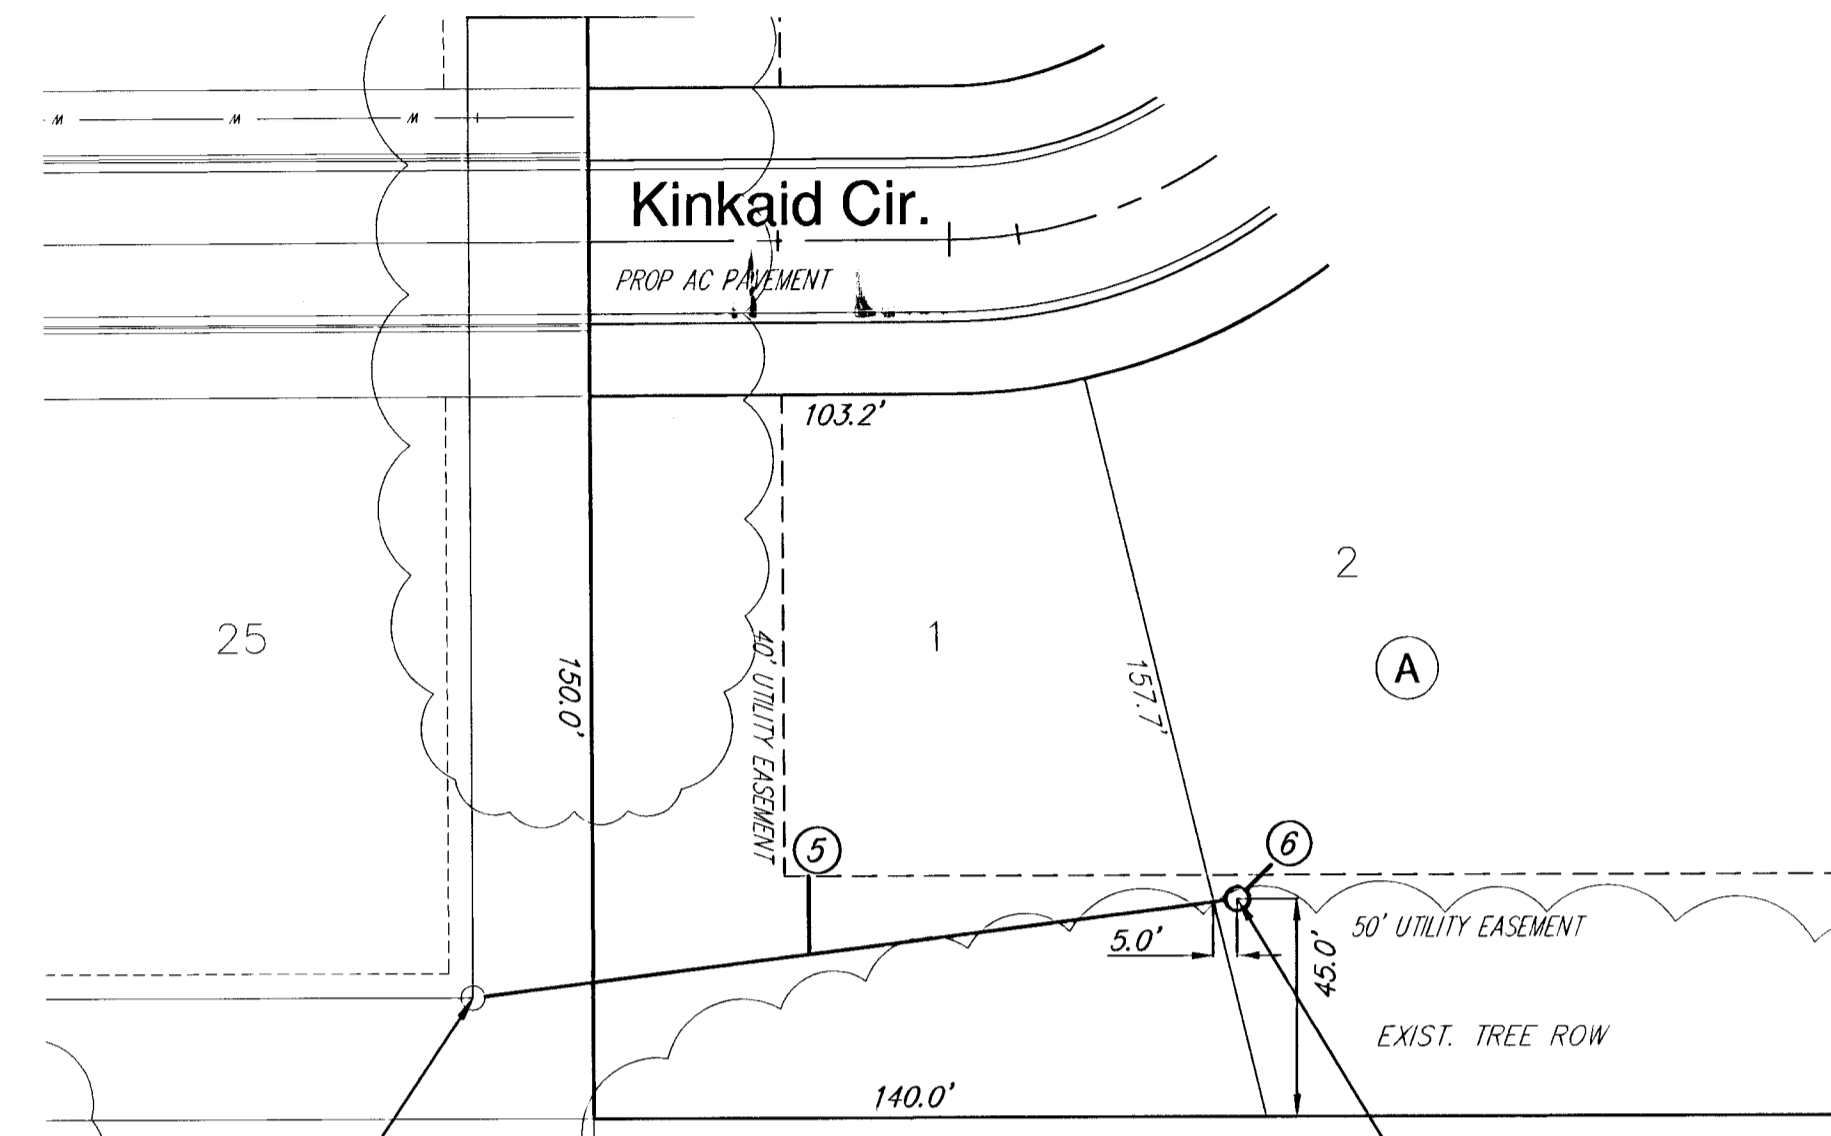 W W W
Kinkaid Cir.
PROP AC PAVEMENT
103.2'
2
25
1
A
150.0'
40' UTILITY EASEMENT
157.7'
5
6
50' UTILITY EASEMENT
5.0'
45.0'
EXIST. TREE ROW
140.0'